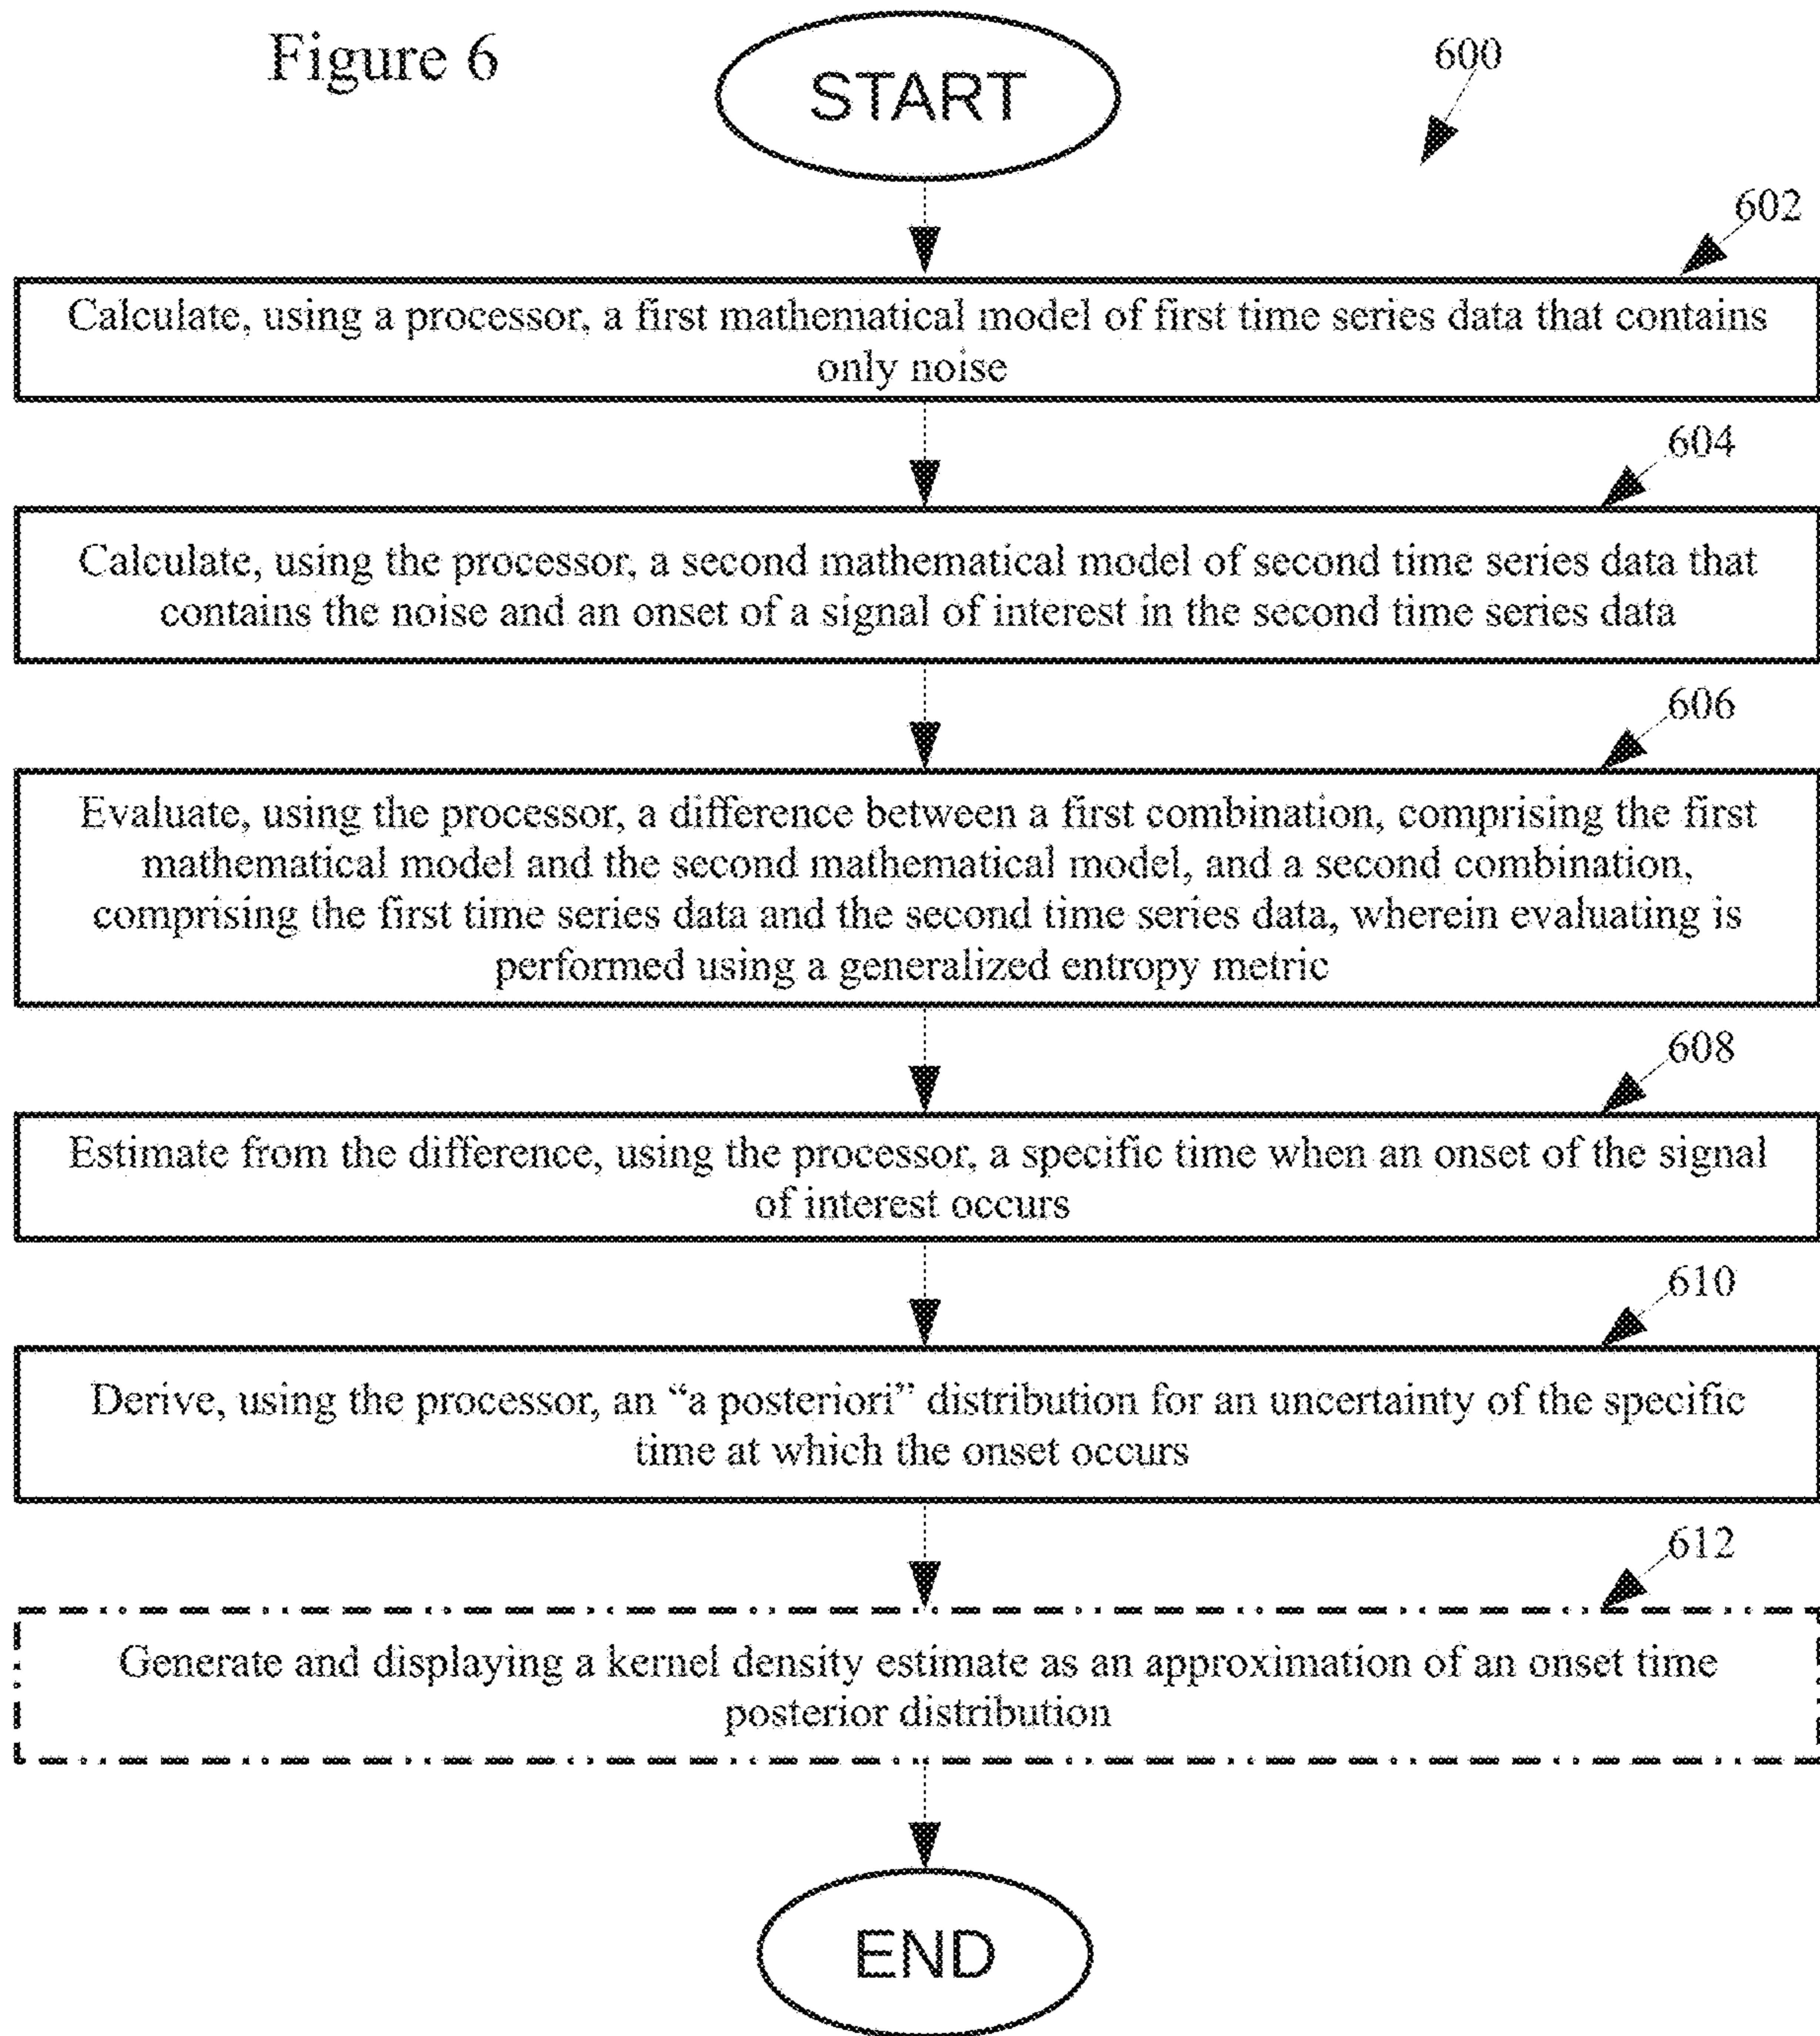 Figure 6
START
600
602
Calculate, using a processor, a first mathematical model of first time series data that contains
only noise
604
Calculate, using the processor, a second mathematical model of second time series data that
contains the noise and an onset of a signal of interest in the second time series data
606
Evaluate, using the processor, a difference between a first combination, comprising the first
mathematical model and the second mathematical model, and a second combination,
comprising the first time series data and the second time series data, wherein evaluating is
performed using a generalized entropy metric
608
Estimate from the difference, using the processor, a specific time when an onset of the signal
of interest occurs
610
Derive, using the processor, an “a posteriori” distribution for an uncertainty of the specific
time at which the onset occurs
612
Generate and displaying a kernel density estimate as an approximation of an onset time
posterior distribution
END